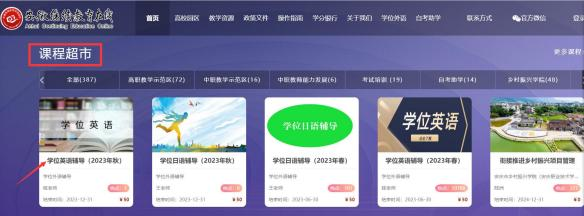 安徽继续教育在线
Anhui Continuing Education Online
首页 高校园区 教学资源 政策文件 操作指南 学分银行 关于我们 学位外语 自考助学 联系方式 官方微信 登
课程超市
更多课程
全部(387) 高职教学示范区(72) 中职教学示范区(16) 中职教师能力发展(6) 考试培训 (19) 自考助学(14) 乡村振兴学院(48)
学位英语
学位日语辅导
学位英语
学位英语辅导（2023年秋） 学位日语辅导（2023年秋） 学位日语辅导（2023年春） 学位英语辅导（2023年春） 衔接推进乡村振兴项目管理
学位外语辅导 学位外语辅导 学位外语辅导 学位外语辅导
结束时间：2023-12-31 ¥50 结束时间：2023-12-31 ¥50 结束时间：2023-06-30 ¥50 结束时间：2023-06-30 ¥50 结束时间：2024-12-31 ¥50